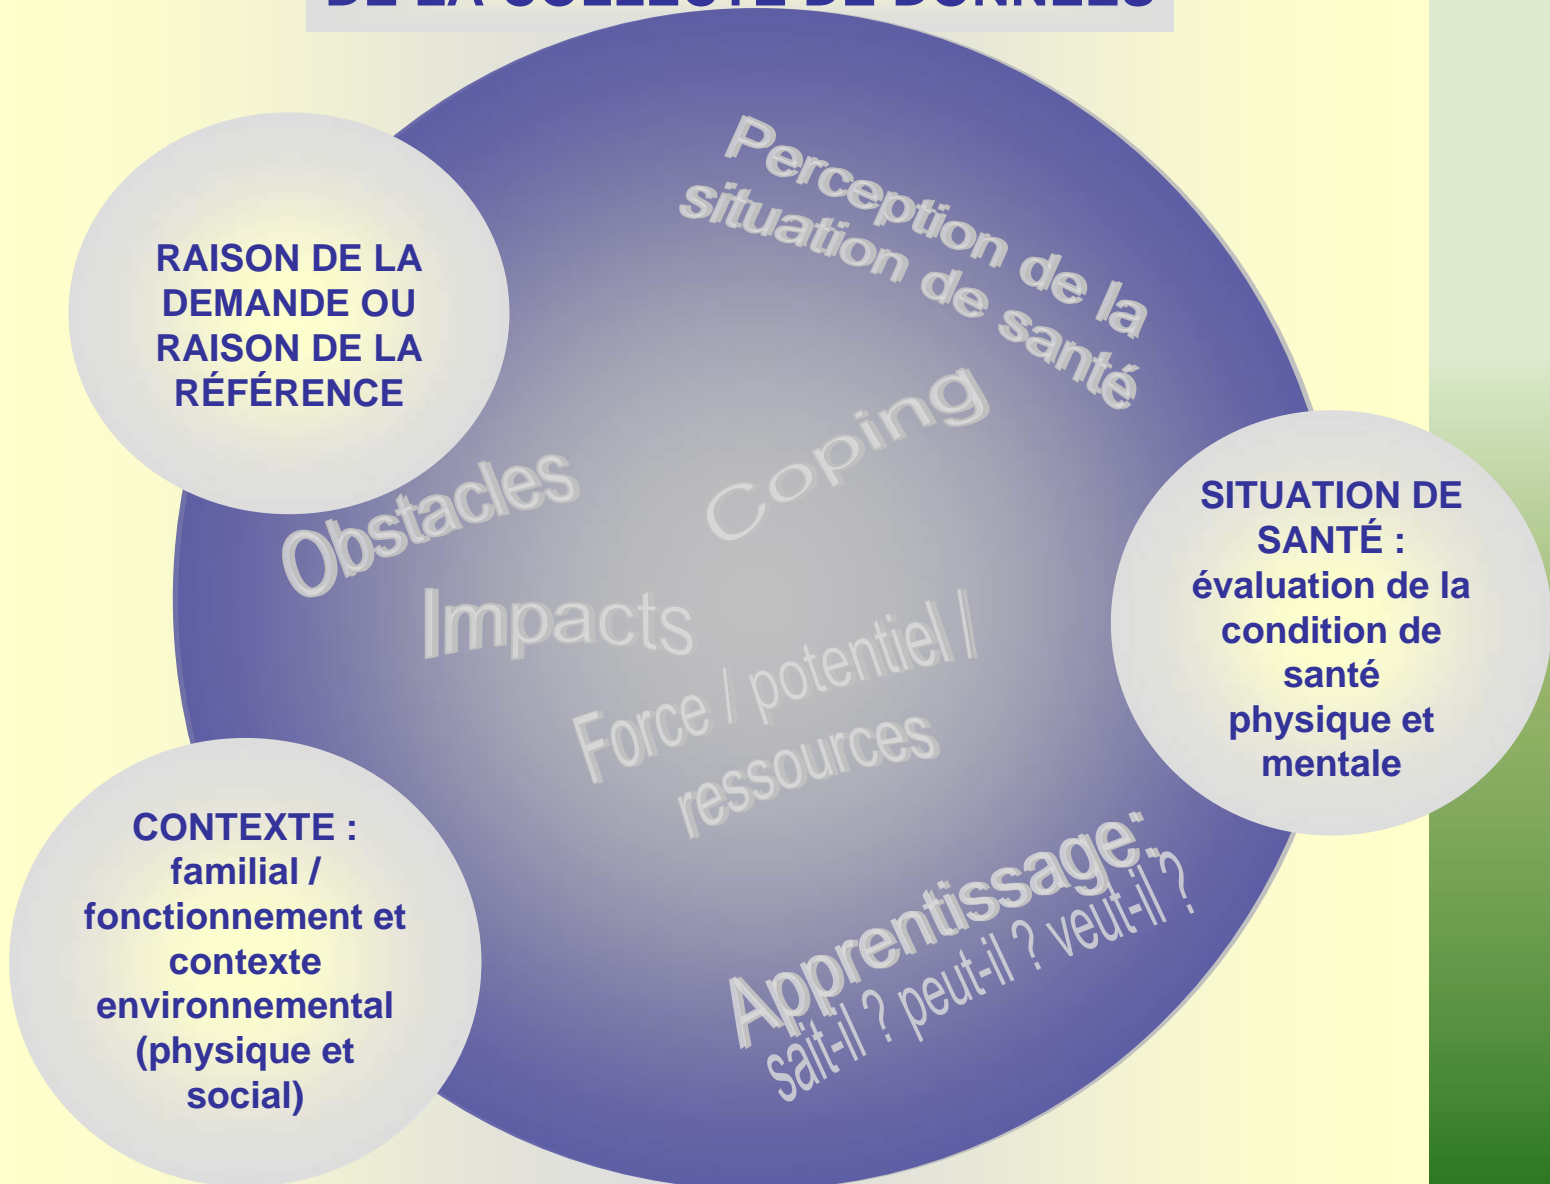 DE LA COLLECTE DE DONNÉES
Perception de la
situation de santé
RAISON DE LA
DEMANDE OU
RAISON DE LA
RÉFÉRENCE
Coping
Obstacles
SITUATION DE
SANTÉ :
évaluation de la
condition de
santé
physique et
mentale
Impacts
Force / potentiel /
ressources
CONTEXTE :
familial /
fonctionnement et
contexte
environnemental
(physique et
social)
Apprentissage:
sait-il ? peut-il ? veut-il ?